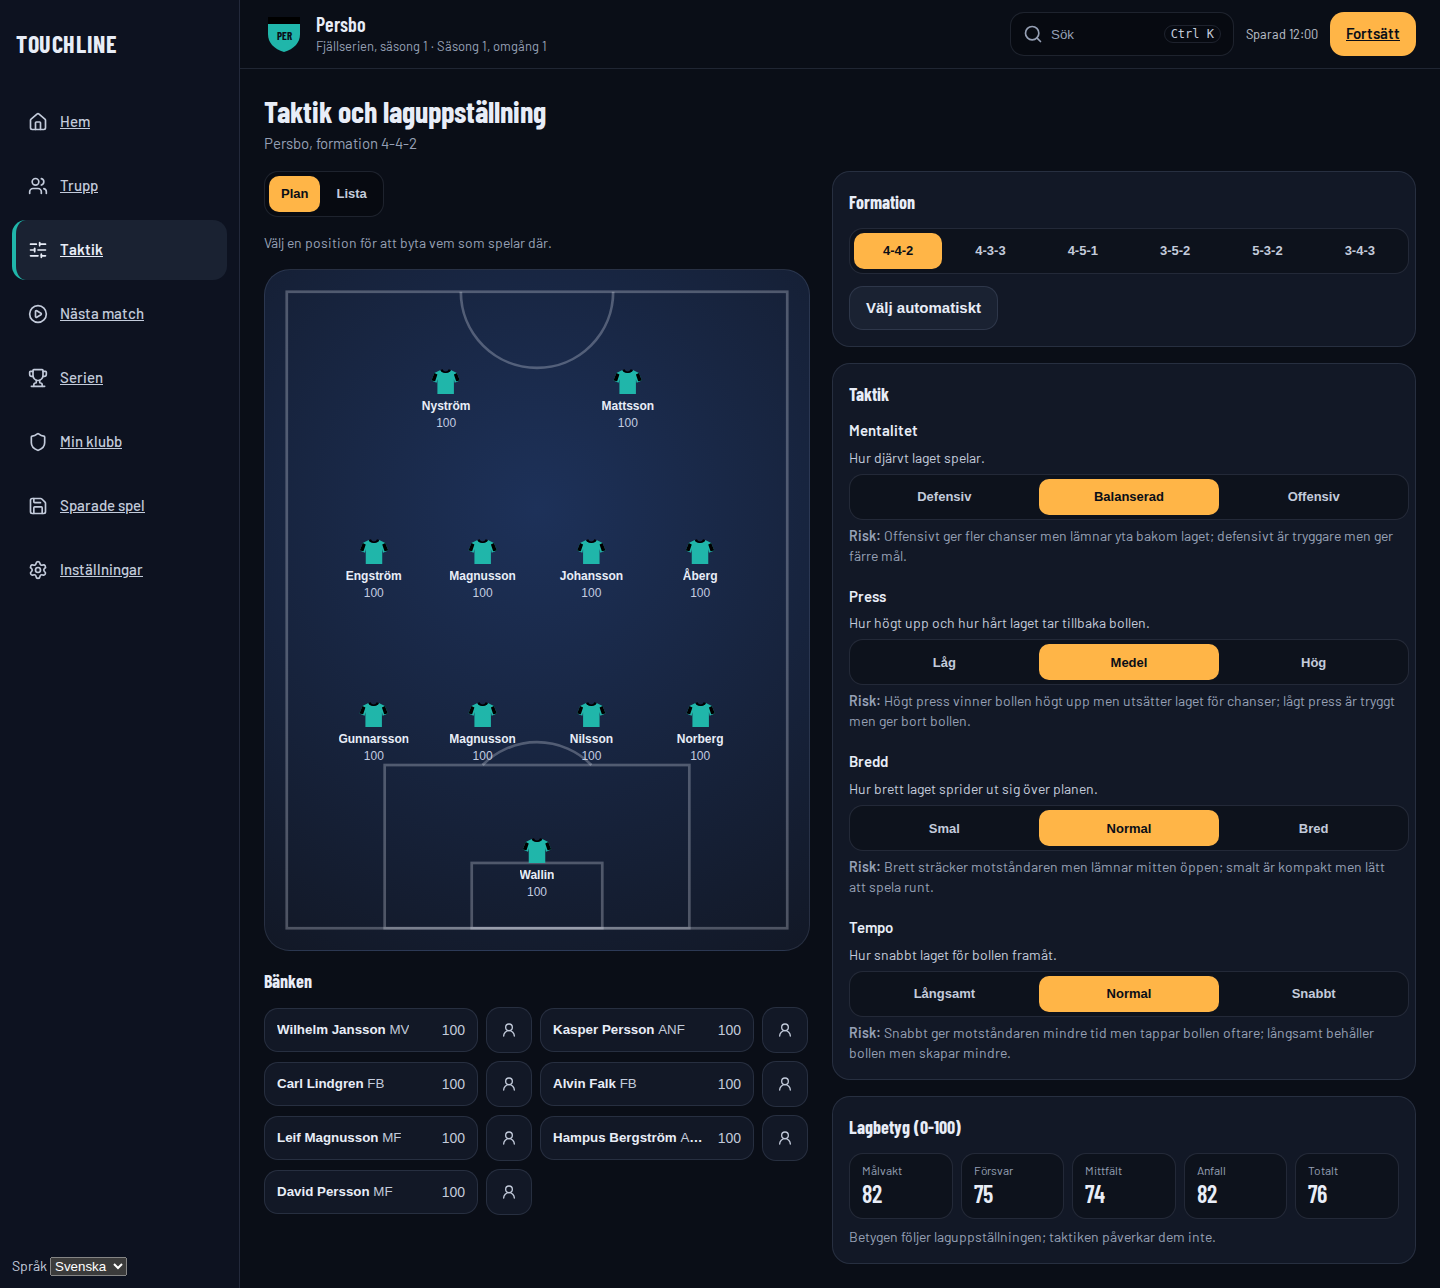 TOUCHLINE
Hem
Trupp
Taktik
Nästa match
Serien
Min klubb
Sparade spel
Inställningar
Språk Svenska
PER
Persbo
Fjällserien, säsong 1 · Säsong 1, omgång 1
Sök Ctrl K
Sparad 12:00
Fortsätt
Taktik och laguppställning
Persbo, formation 4-4-2
Plan Lista
Välj en position för att byta vem som spelar där.
Nyström Mattsson
100 100
Engström Magnusson Johansson Åberg
100 100 100 100
Gunnarsson Magnusson Nilsson Norberg
100 100 100 100
Wallin
100
Bänken
Wilhelm Jansson MV 100 Kasper Persson ANF 100
Carl Lindgren FB 100 Alvin Falk FB 100
Leif Magnusson MF 100 Hampus Bergström A... 100
David Persson MF 100
Formation
4-4-2 4-3-3 4-5-1 3-5-2 5-3-2 3-4-3
Välj automatiskt
Taktik
Mentalitet
Hur djärvt laget spelar.
Defensiv Balanserad Offensiv
Risk: Offensivt ger fler chanser men lämnar yta bakom laget; defensivt är tryggare men ger
färre mål.
Press
Hur högt upp och hur hårt laget tar tillbaka bollen.
Låg Medel Hög
Risk: Högt press vinner bollen högt upp men utsätter laget för chanser; lågt press är tryggt
men ger bort bollen.
Bredd
Hur brett laget sprider ut sig över planen.
Smal Normal Bred
Risk: Brett sträcker motståndaren men lämnar mitten öppen; smalt är kompakt men lätt
att spela runt.
Tempo
Hur snabbt laget för bollen framåt.
Långsamt Normal Snabbt
Risk: Snabbt ger motståndaren mindre tid men tappar bollen oftare; långsamt behåller
bollen men skapar mindre.
Lagbetyg (0-100)
Målvakt Försvar Mittfält Anfall Totalt
82 75 74 82 76
Betygen följer laguppställningen; taktiken påverkar dem inte.